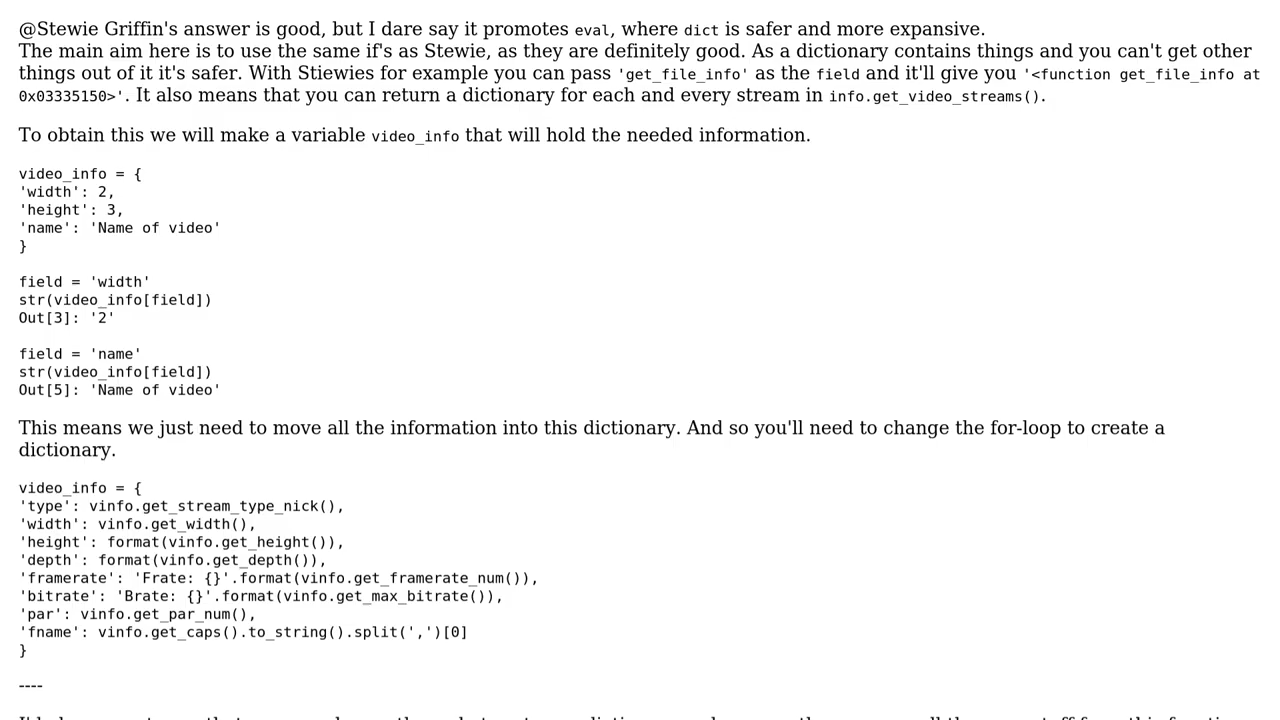 @Stewie Griffin's answer is good, but I dare say it promotes eval, where dict is safer and more expansive.
The main aim here is to use the same if's as Stewie, as they are definitely good. As a dictionary contains things and you can't get other
things out of it it's safer. With Stiewies for example you can pass 'get_file_info' as the field and it'll give you '<function get_file_info at
0x03335150>'. It also means that you can return a dictionary for each and every stream in info.get_video_streams().
To obtain this we will make a variable video_info that will hold the needed information.
video_info = {
'width': 2,
'height': 3,
'name': 'Name of video'
}
field = 'width'
str(video_info[field])
Out[3]: '2'
field = 'name'
str(video_info[field])
Out[5]: 'Name of video'
This means we just need to move all the information into this dictionary. And so you'll need to change the for-loop to create a
dictionary.
video_info = {
'type': vinfo.get_stream_type_nick(),
'width': vinfo.get_width(),
'height': format(vinfo.get_height()),
'depth': format(vinfo.get_depth()),
'framerate': 'Frate: {}'.format(vinfo.get_framerate_num()),
'bitrate': 'Brate: {}'.format(vinfo.get_max_bitrate()),
'par': vinfo.get_par_num(),
'fname': vinfo.get_caps().to_string().split(',')[0]
}
----